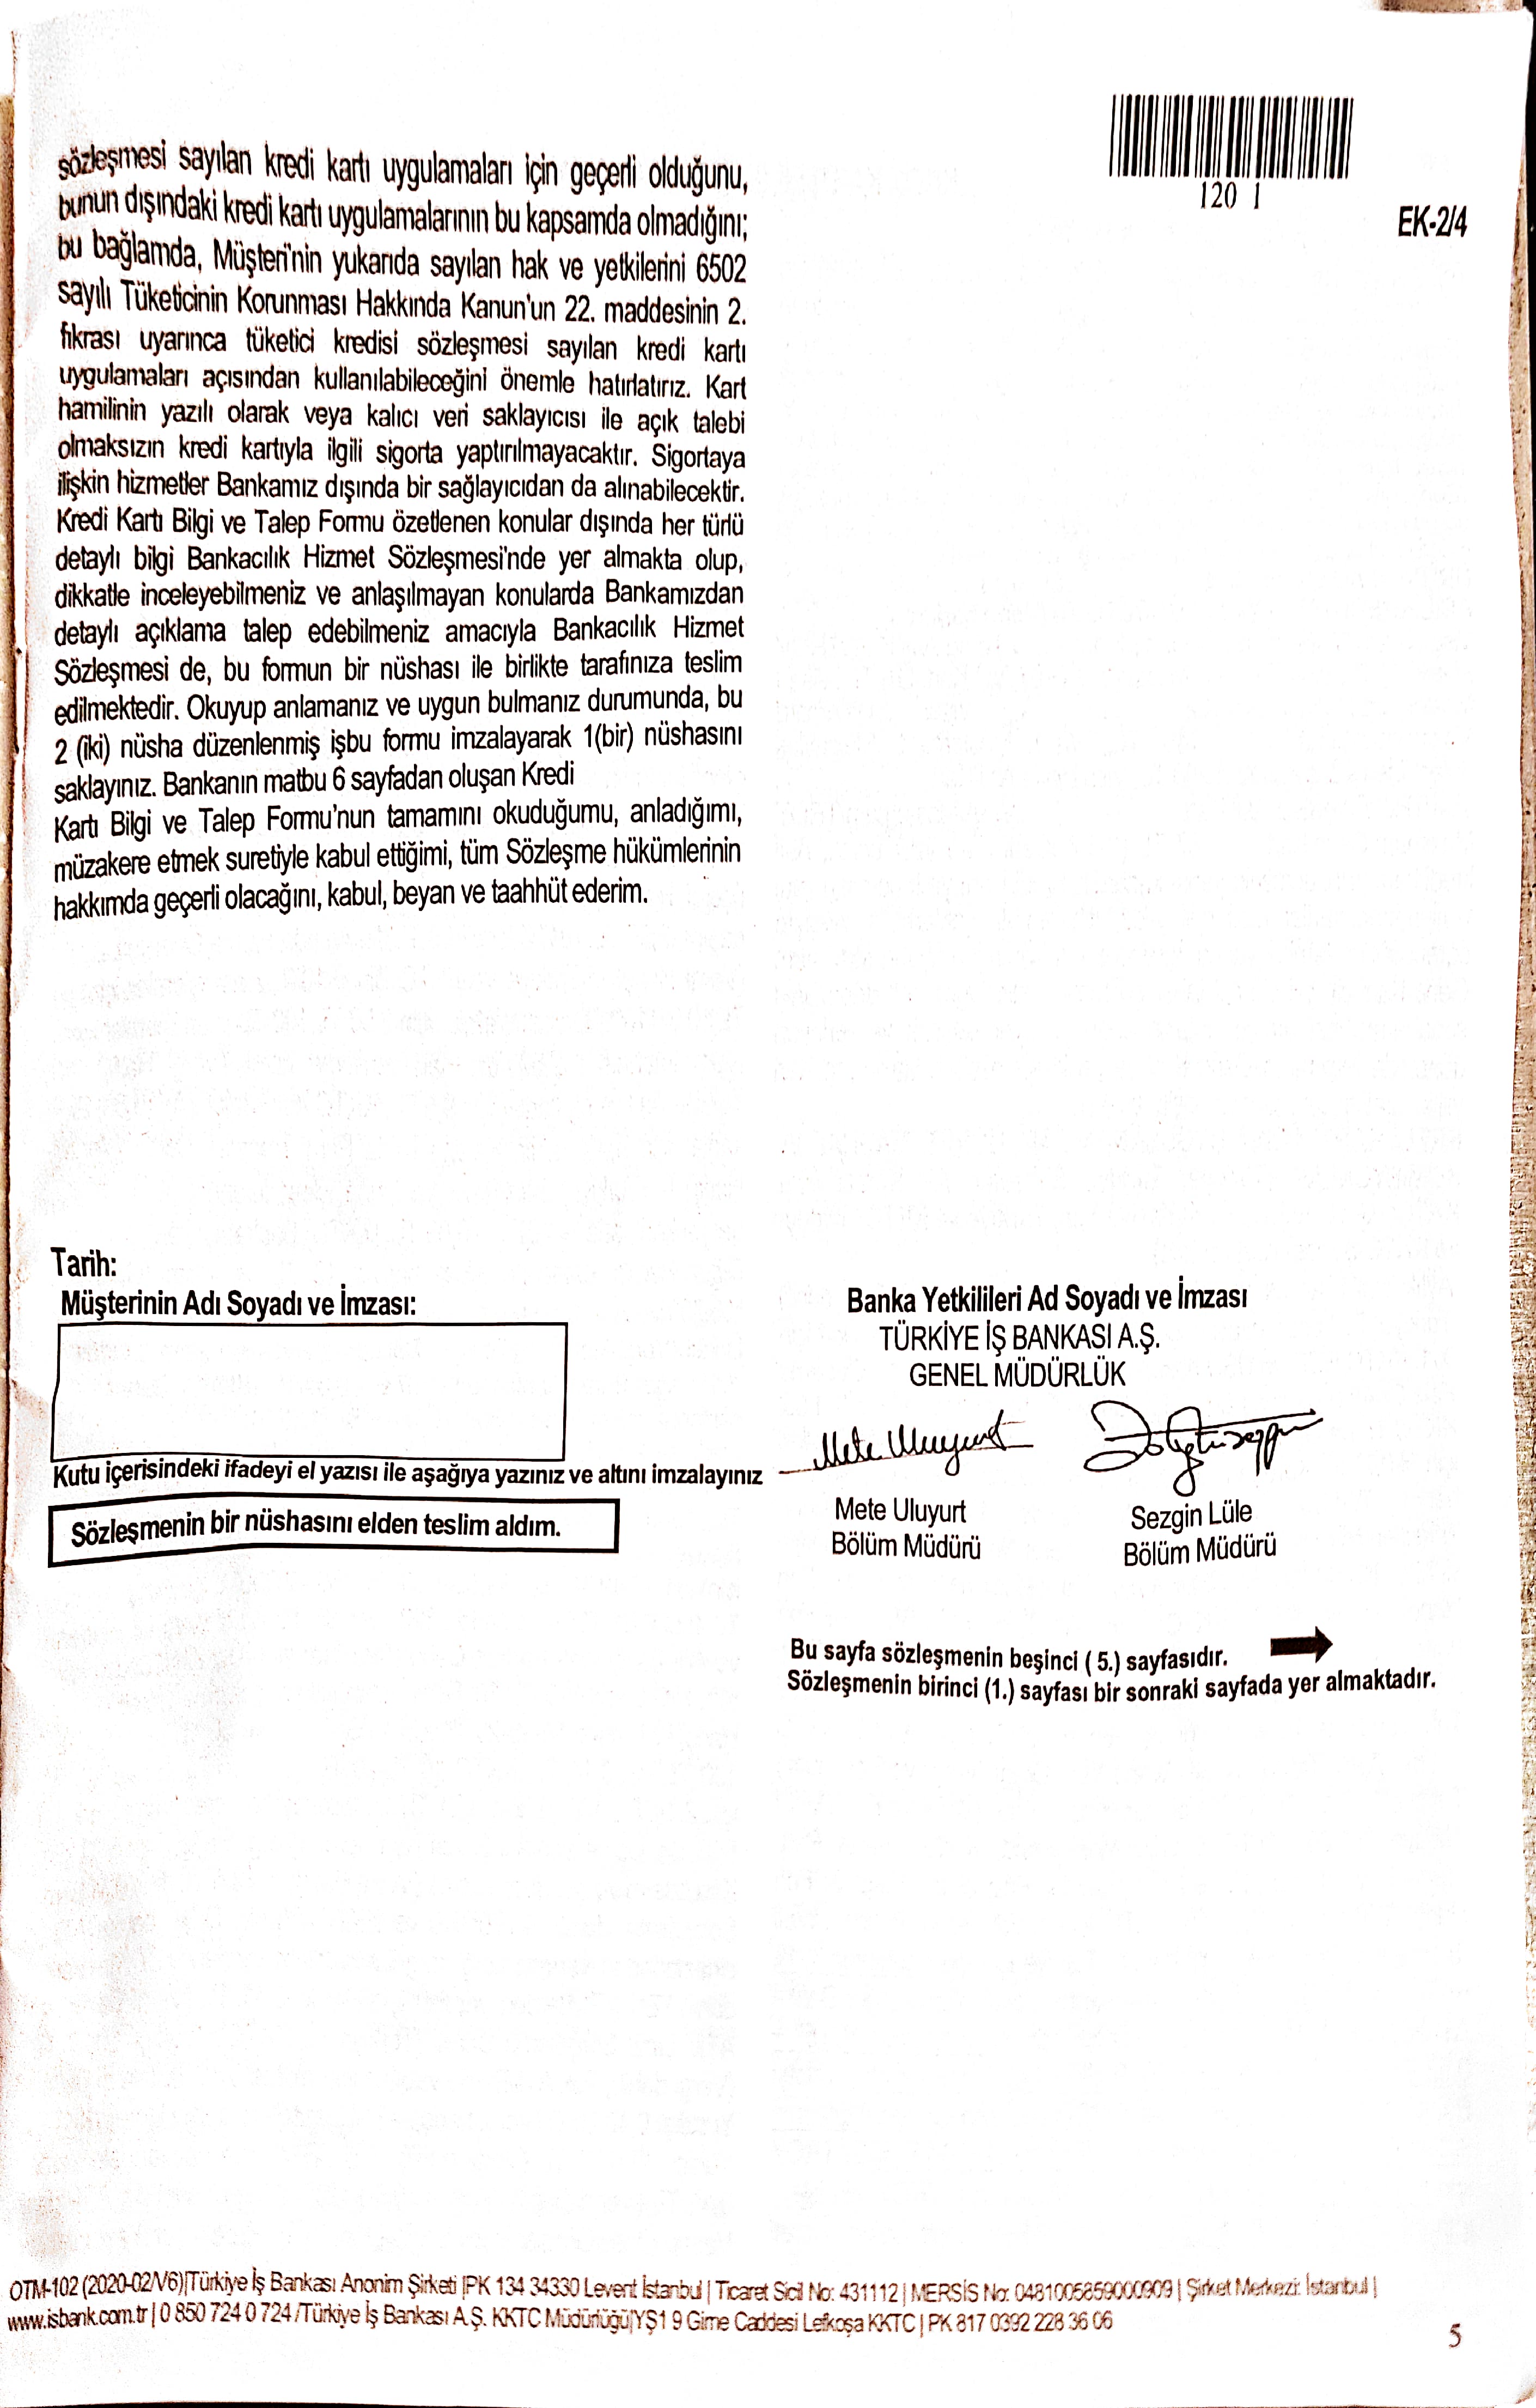 120 1
EK-2/4
sözleşmesi sayılan kredi kartı uygulamaları için geçerli olduğunu,
bunun dışındaki kredi kartı uygulamalarının bu kapsamda olmadığını;
bu bağlamda, Müşteri'nin yukarıda sayılan hak ve yetkilerini 6502
sayılı Tüketicinin Korunması Hakkında Kanun'un 22. maddesinin 2.
fıkrası uyarınca tüketici kredisi sözleşmesi sayılan kredi kartı
uygulamaları açısından kullanılabileceğini önemle hatırlatırız. Kart
hamilinin yazılı olarak veya kalıcı veri saklayıcısı ile açık talebi
olmaksızın kredi kartıyla ilgili sigorta yaptırılmayacaktır. Sigortaya
ilişkin hizmetler Bankamız dışında bir sağlayıcıdan da alınabilecektir.
Kredi Kartı Bilgi ve Talep Formu özetlenen konular dışında her türlü
detaylı bilgi Bankacılık Hizmet Sözleşmesi'nde yer almakta olup,
dikkatle inceleyebilmeniz ve anlaşılmayan konularda Bankamızdan
detaylı açıklama talep edebilmeniz amacıyla Bankacılık Hizmet
Sözleşmesi de, bu formun bir nüshası ile birlikte tarafınıza teslim
edilmektedir. Okuyup anlamanız ve uygun bulmanız durumunda, bu
2 (iki) nüsha düzenlenmiş işbu formu imzalayarak 1(bir) nüshasını
saklayınız. Bankanın matbu 6 sayfadan oluşan Kredi
Kartı Bilgi ve Talep Formu'nun tamamını okuduğumu, anladığımı,
müzakere etmek suretiyle kabul ettiğimi, tüm Sözleşme hükümlerinin
hakkımda geçerli olacağını, kabul, beyan ve taahhüt ederim.
Tarih:
Müşterinin Adı Soyadı ve İmzası:
Kutu içerisindeki ifadeyi el yazısı ile aşağıya yazınız ve altını imzalayınız
Sözleşmenin bir nüshasını elden teslim aldım.
Banka Yetkilileri Ad Soyadı ve İmzası
TÜRKİYE İŞ BANKASI A.Ş.
GENEL MÜDÜRLÜK
Mete Uluyurt
Mete Uluyurt
Bölüm Müdürü
Sezgin Lüle
Bölüm Müdürü
Bu sayfa sözleşmenin beşinci ( 5.) sayfasıdır.
Sözleşmenin birinci (1.) sayfası bir sonraki sayfada yer almaktadır.
OTM-102 (2020-02/V6)|Türkiye İş Bankası Anonim Şirketi |PK 134 34330 Levent İstanbul | Ticaret Sicil No: 431112 | MERSİS No: 0481005859000909 | Şirket Merkezi: İstanbul |
www.isbank.com.tr | 0 850 724 0 724 /Türkiye İş Bankası A.Ş. KKTC Müdürlüğü|YŞ1 9 Girne Caddesi Lefkoşa KKTC | PK 817 0392 228 36 06
5